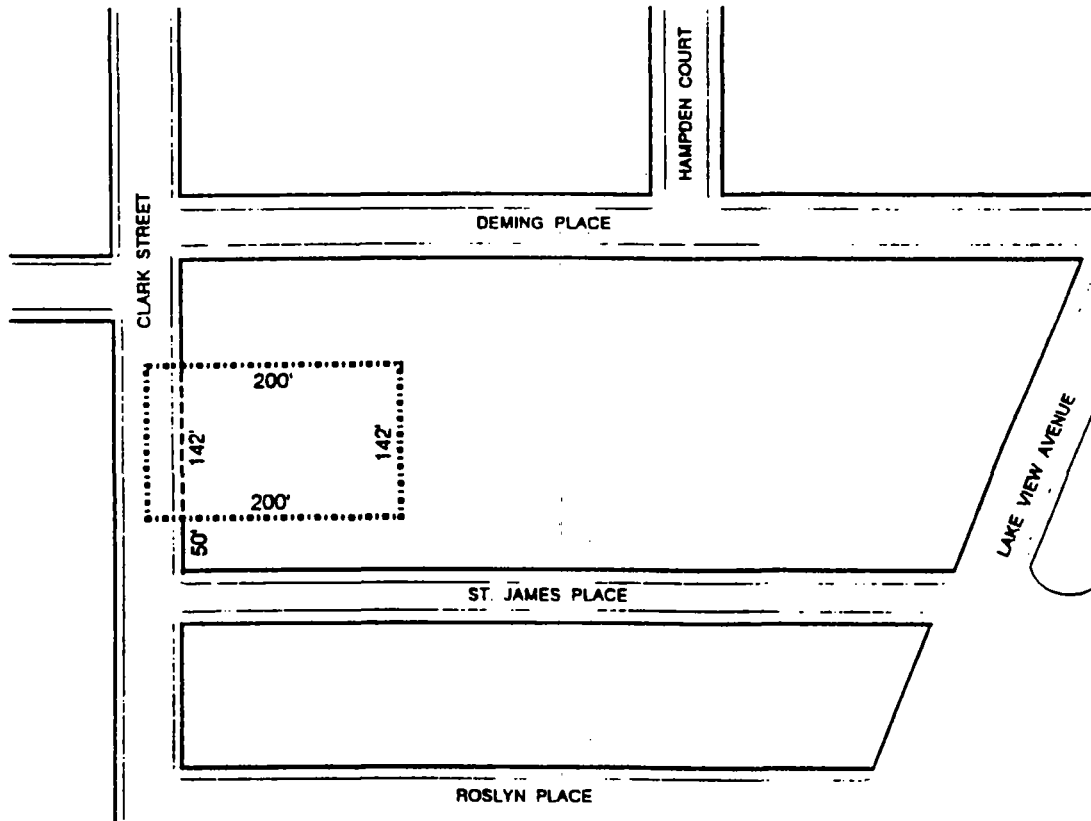 HAMPDEN COURT
DEMING PLACE
CLARK STREET
200'
142'
142'
200'
50'
LAKE VIEW AVENUE
ST. JAMES PLACE
ROSLYN PLACE